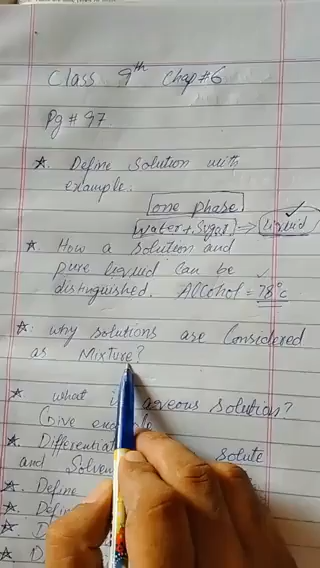 Class 9th Chap#6
Pg # 97
★. Define solution with
example.
one phase
Water + Sugar ⇒ Liquid
★ How a solution and
pure liquid can be
distinguished. Alcohol = 78°C
★: why solutions are Considered
as Mixture?
★ what is aqueous solution?
Give
★ Differentiat solute
and Solven
★. Define
★. Defin
★. D
★. D